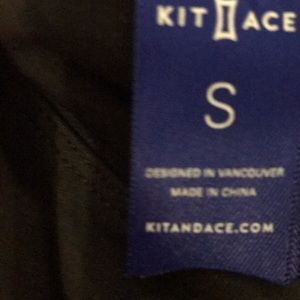 KIT ACE
S
DESIGNED IN VANCOUVER
MADE IN CHINA
KITANDACE.COM